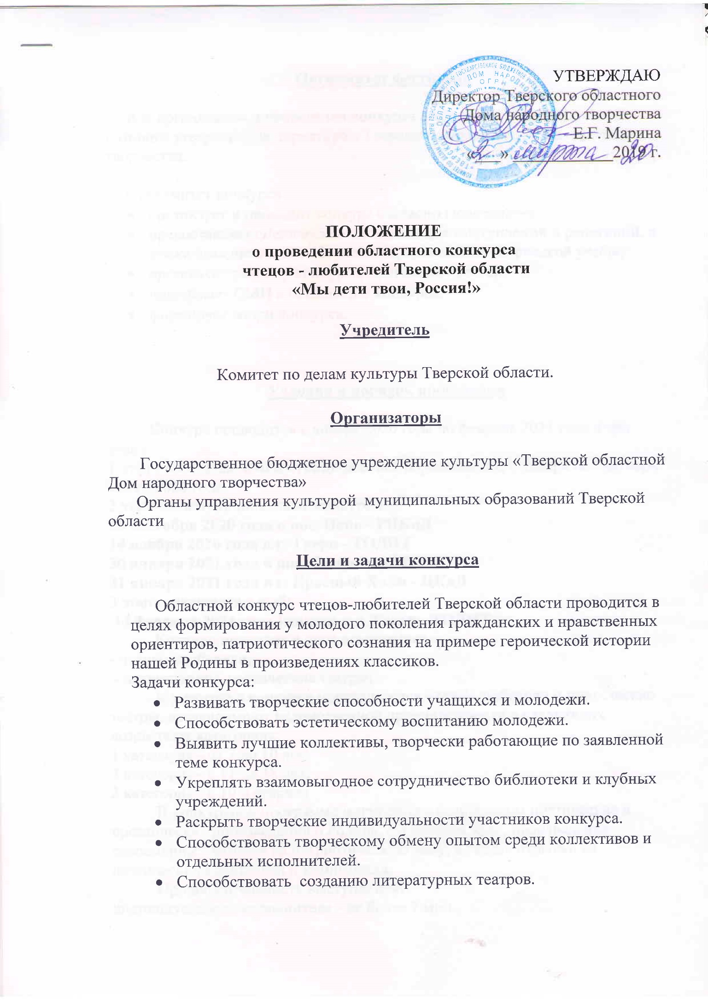 УТВЕРЖДАЮ
Директор Тверского областного
Дома народного творчества
Е.Г. Марина
«2» марта 2019 г. 20
ПОЛОЖЕНИЕ
о проведении областного конкурса
чтецов - любителей Тверской области
«Мы дети твои, Россия!»
Учредитель
Комитет по делам культуры Тверской области.
Организаторы
Государственное бюджетное учреждение культуры «Тверской областной
Дом народного творчества»
Органы управления культурой муниципальных образований Тверской
области
Цели и задачи конкурса
Областной конкурс чтецов-любителей Тверской области проводится в
целях формирования у молодого поколения гражданских и нравственных
ориентиров, патриотического сознания на примере героической истории
нашей Родины в произведениях классиков.
Задачи конкурса:
• Развивать творческие способности учащихся и молодежи.
• Способствовать эстетическому воспитанию молодежи.
• Выявить лучшие коллективы, творчески работающие по заявленной
теме конкурса.
• Укреплять взаимовыгодное сотрудничество библиотеки и клубных
учреждений.
• Раскрыть творческие индивидуальности участников конкурса.
• Способствовать творческому обмену опытом среди коллективов и
отдельных исполнителей.
• Способствовать созданию литературных театров.